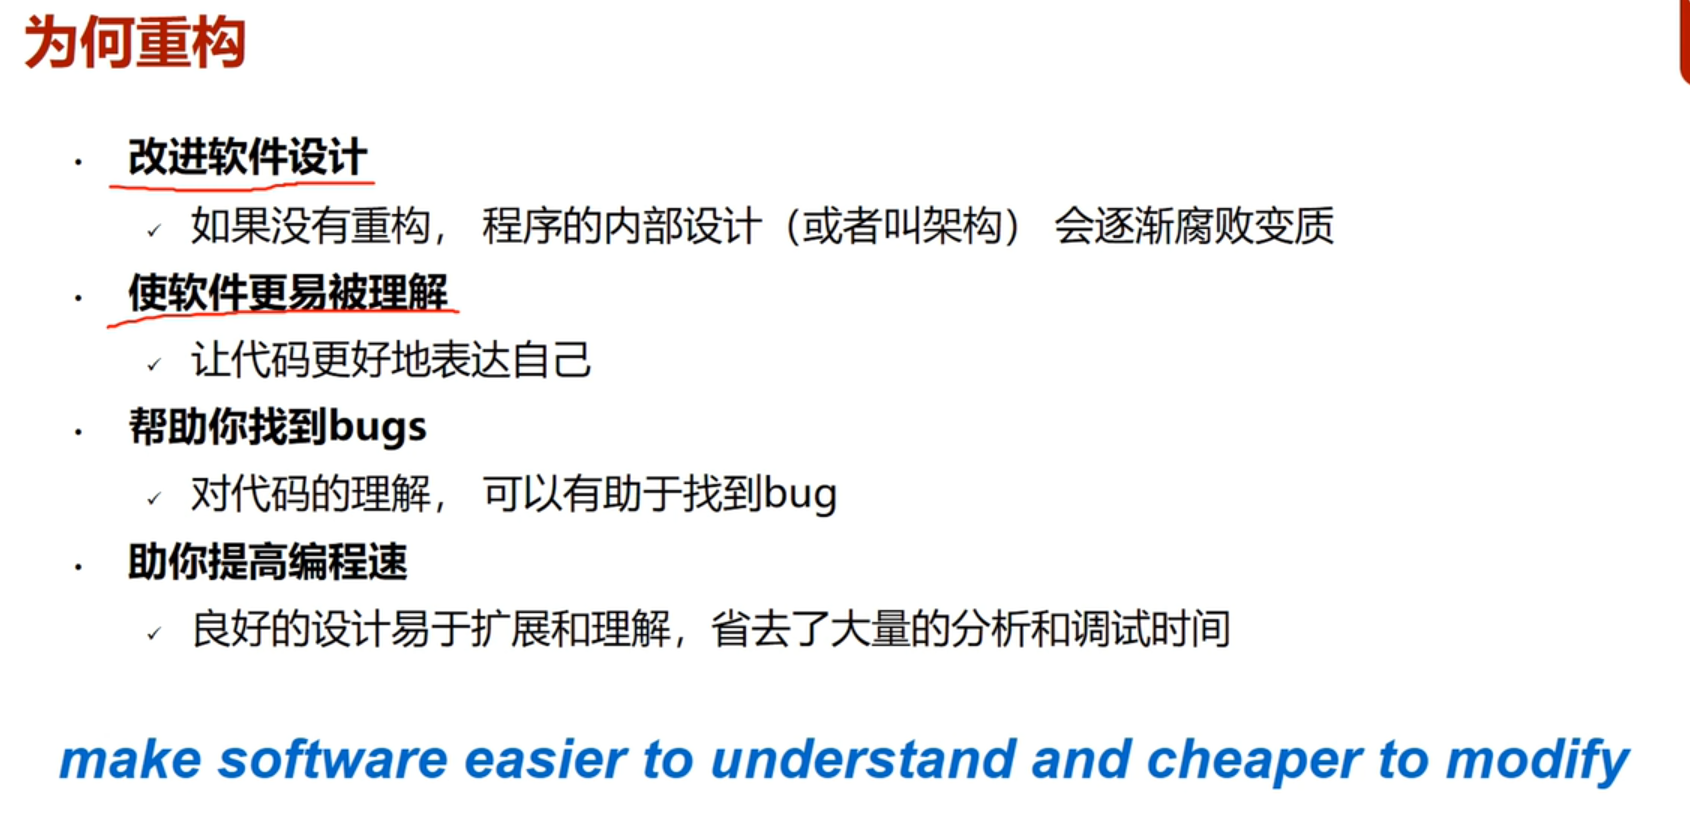 为何重构
· 改进软件设计
✓ 如果没有重构， 程序的内部设计（或者叫架构） 会逐渐腐败变质
· 使软件更易被理解
✓ 让代码更好地表达自己
· 帮助你找到bugs
✓ 对代码的理解， 可以有助于找到bug
· 助你提高编程速
✓ 良好的设计易于扩展和理解，省去了大量的分析和调试时间
make software easier to understand and cheaper to modify